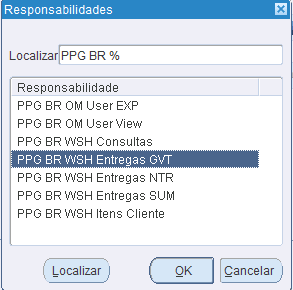 Responsabilidades
Localizar PPG BR %
Responsabilidade
PPG BR OM User EXP
PPG BR OM User View
PPG BR WSH Consultas
PPG BR WSH Entregas GVT
PPG BR WSH Entregas NTR
PPG BR WSH Entregas SUM
PPG BR WSH Itens Cliente
Localizar OK Cancelar